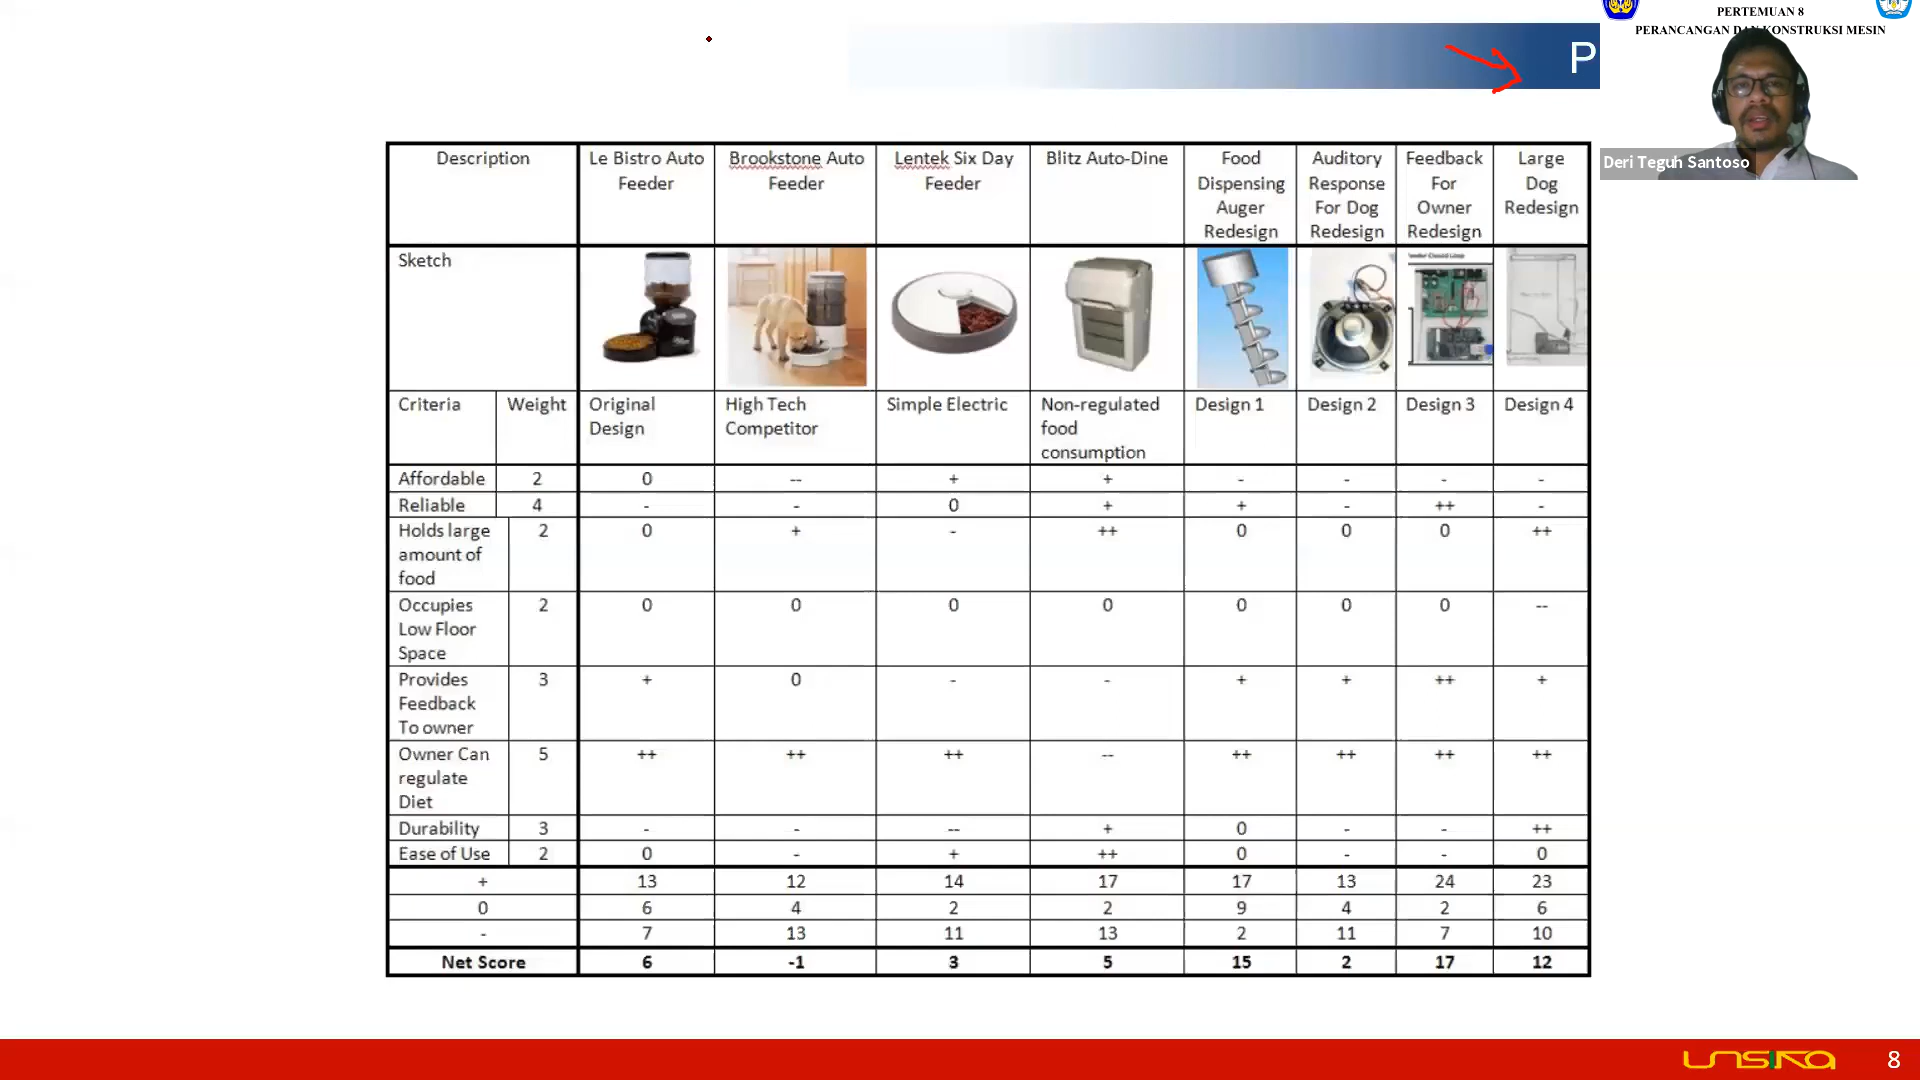 PERTEMUAN 8
PERANCANGAN DAN KONSTRUKSI MESIN
P
Deri Teguh Santoso
Description Le Bistro Auto Feeder Brookstone Auto Feeder Lentek Six Day Feeder Blitz Auto-Dine Food Dispensing Auger Redesign Auditory Response For Dog Redesign Feedback For Owner Redesign Large Dog Redesign
Sketch
Criteria Weight Original Design High Tech Competitor Simple Electric Non-regulated food consumption Design 1 Design 2 Design 3 Design 4
Affordable 2 0 -- + + - - - -
Reliable 4 - - 0 + + - ++ -
Holds large amount of food 2 0 + - ++ 0 0 0 ++
Occupies Low Floor Space 2 0 0 0 0 0 0 0 --
Provides Feedback To owner 3 + 0 - - + + ++ +
Owner Can regulate Diet 5 ++ ++ ++ -- ++ ++ ++ ++
Durability 3 - - -- + 0 - - ++
Ease of Use 2 0 - + ++ 0 - - 0
+ 13 12 14 17 17 13 24 23
0 6 4 2 2 9 4 2 6
- 7 13 11 13 2 11 7 10
Net Score 6 -1 3 5 15 2 17 12
UNSIKA 8